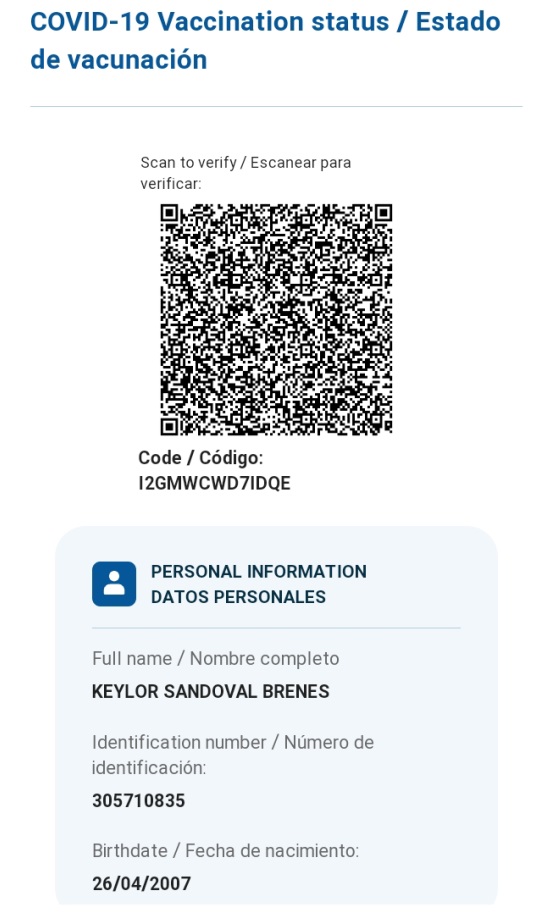 COVID-19 Vaccination status / Estado
de vacunación
Scan to verify / Escanear para
verificar:
Code / Código:
I2GMWCWD7IDQE
PERSONAL INFORMATION
DATOS PERSONALES
Full name / Nombre completo
KEYLOR SANDOVAL BRENES
Identification number / Número de
identificación:
305710835
Birthdate / Fecha de nacimiento:
26/04/2007